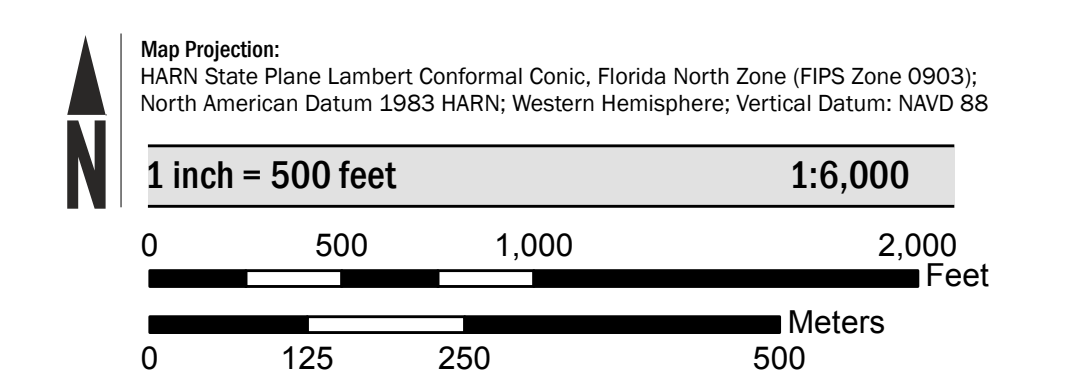 Map Projection:
HARN State Plane Lambert Conformal Conic, Florida North Zone (FIPS Zone 0903);
North American Datum 1983 HARN; Western Hemisphere; Vertical Datum: NAVD 88
N
1 inch = 500 feet 1:6,000
0 500 1,000 2,000
Feet
Meters
0 125 250 500